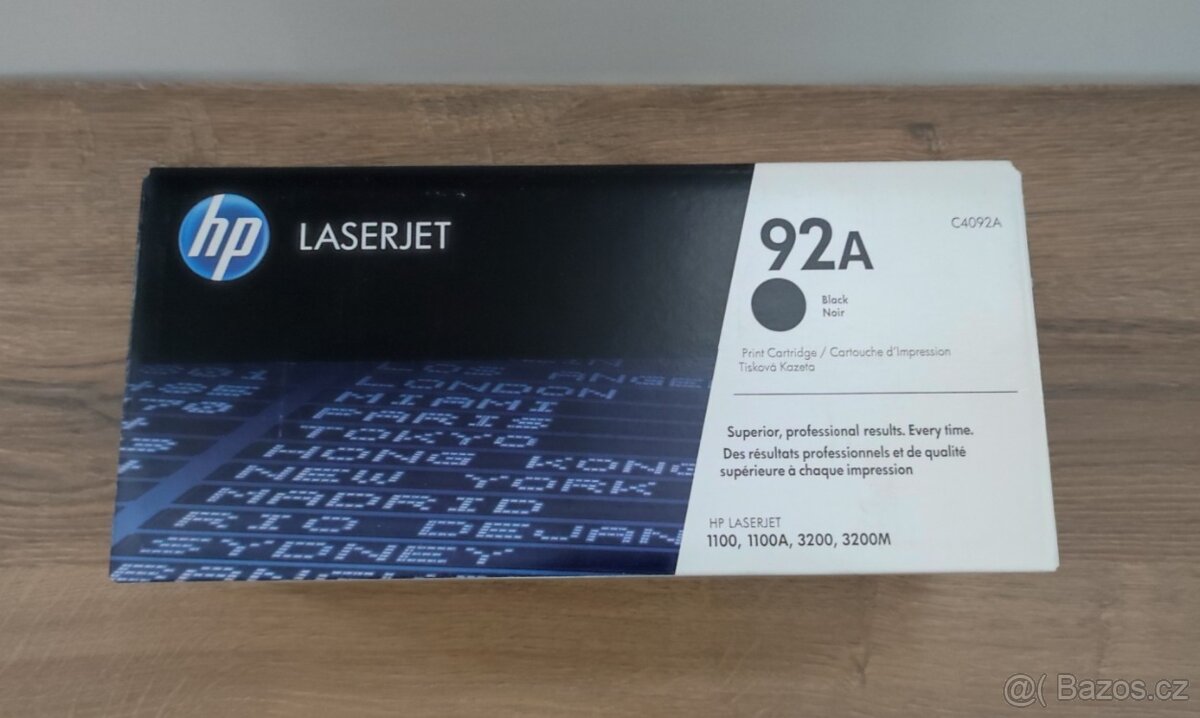 hp LASERJET
92A
C4092A
Black
Noir
Print Cartridge / Cartouche d'Impression
Tisková Kazeta
Superior, professional results. Every time.
Des résultats professionnels et de qualité
supérieure à chaque impression
HP LASERJET
1100, 1100A, 3200, 3200M
LONDON
MIAMI
PARIS
TOKYO
HONG KONG
NEW YORK
MADRID
RIO DEJAN
SYDNEY
@( Bazos.cz